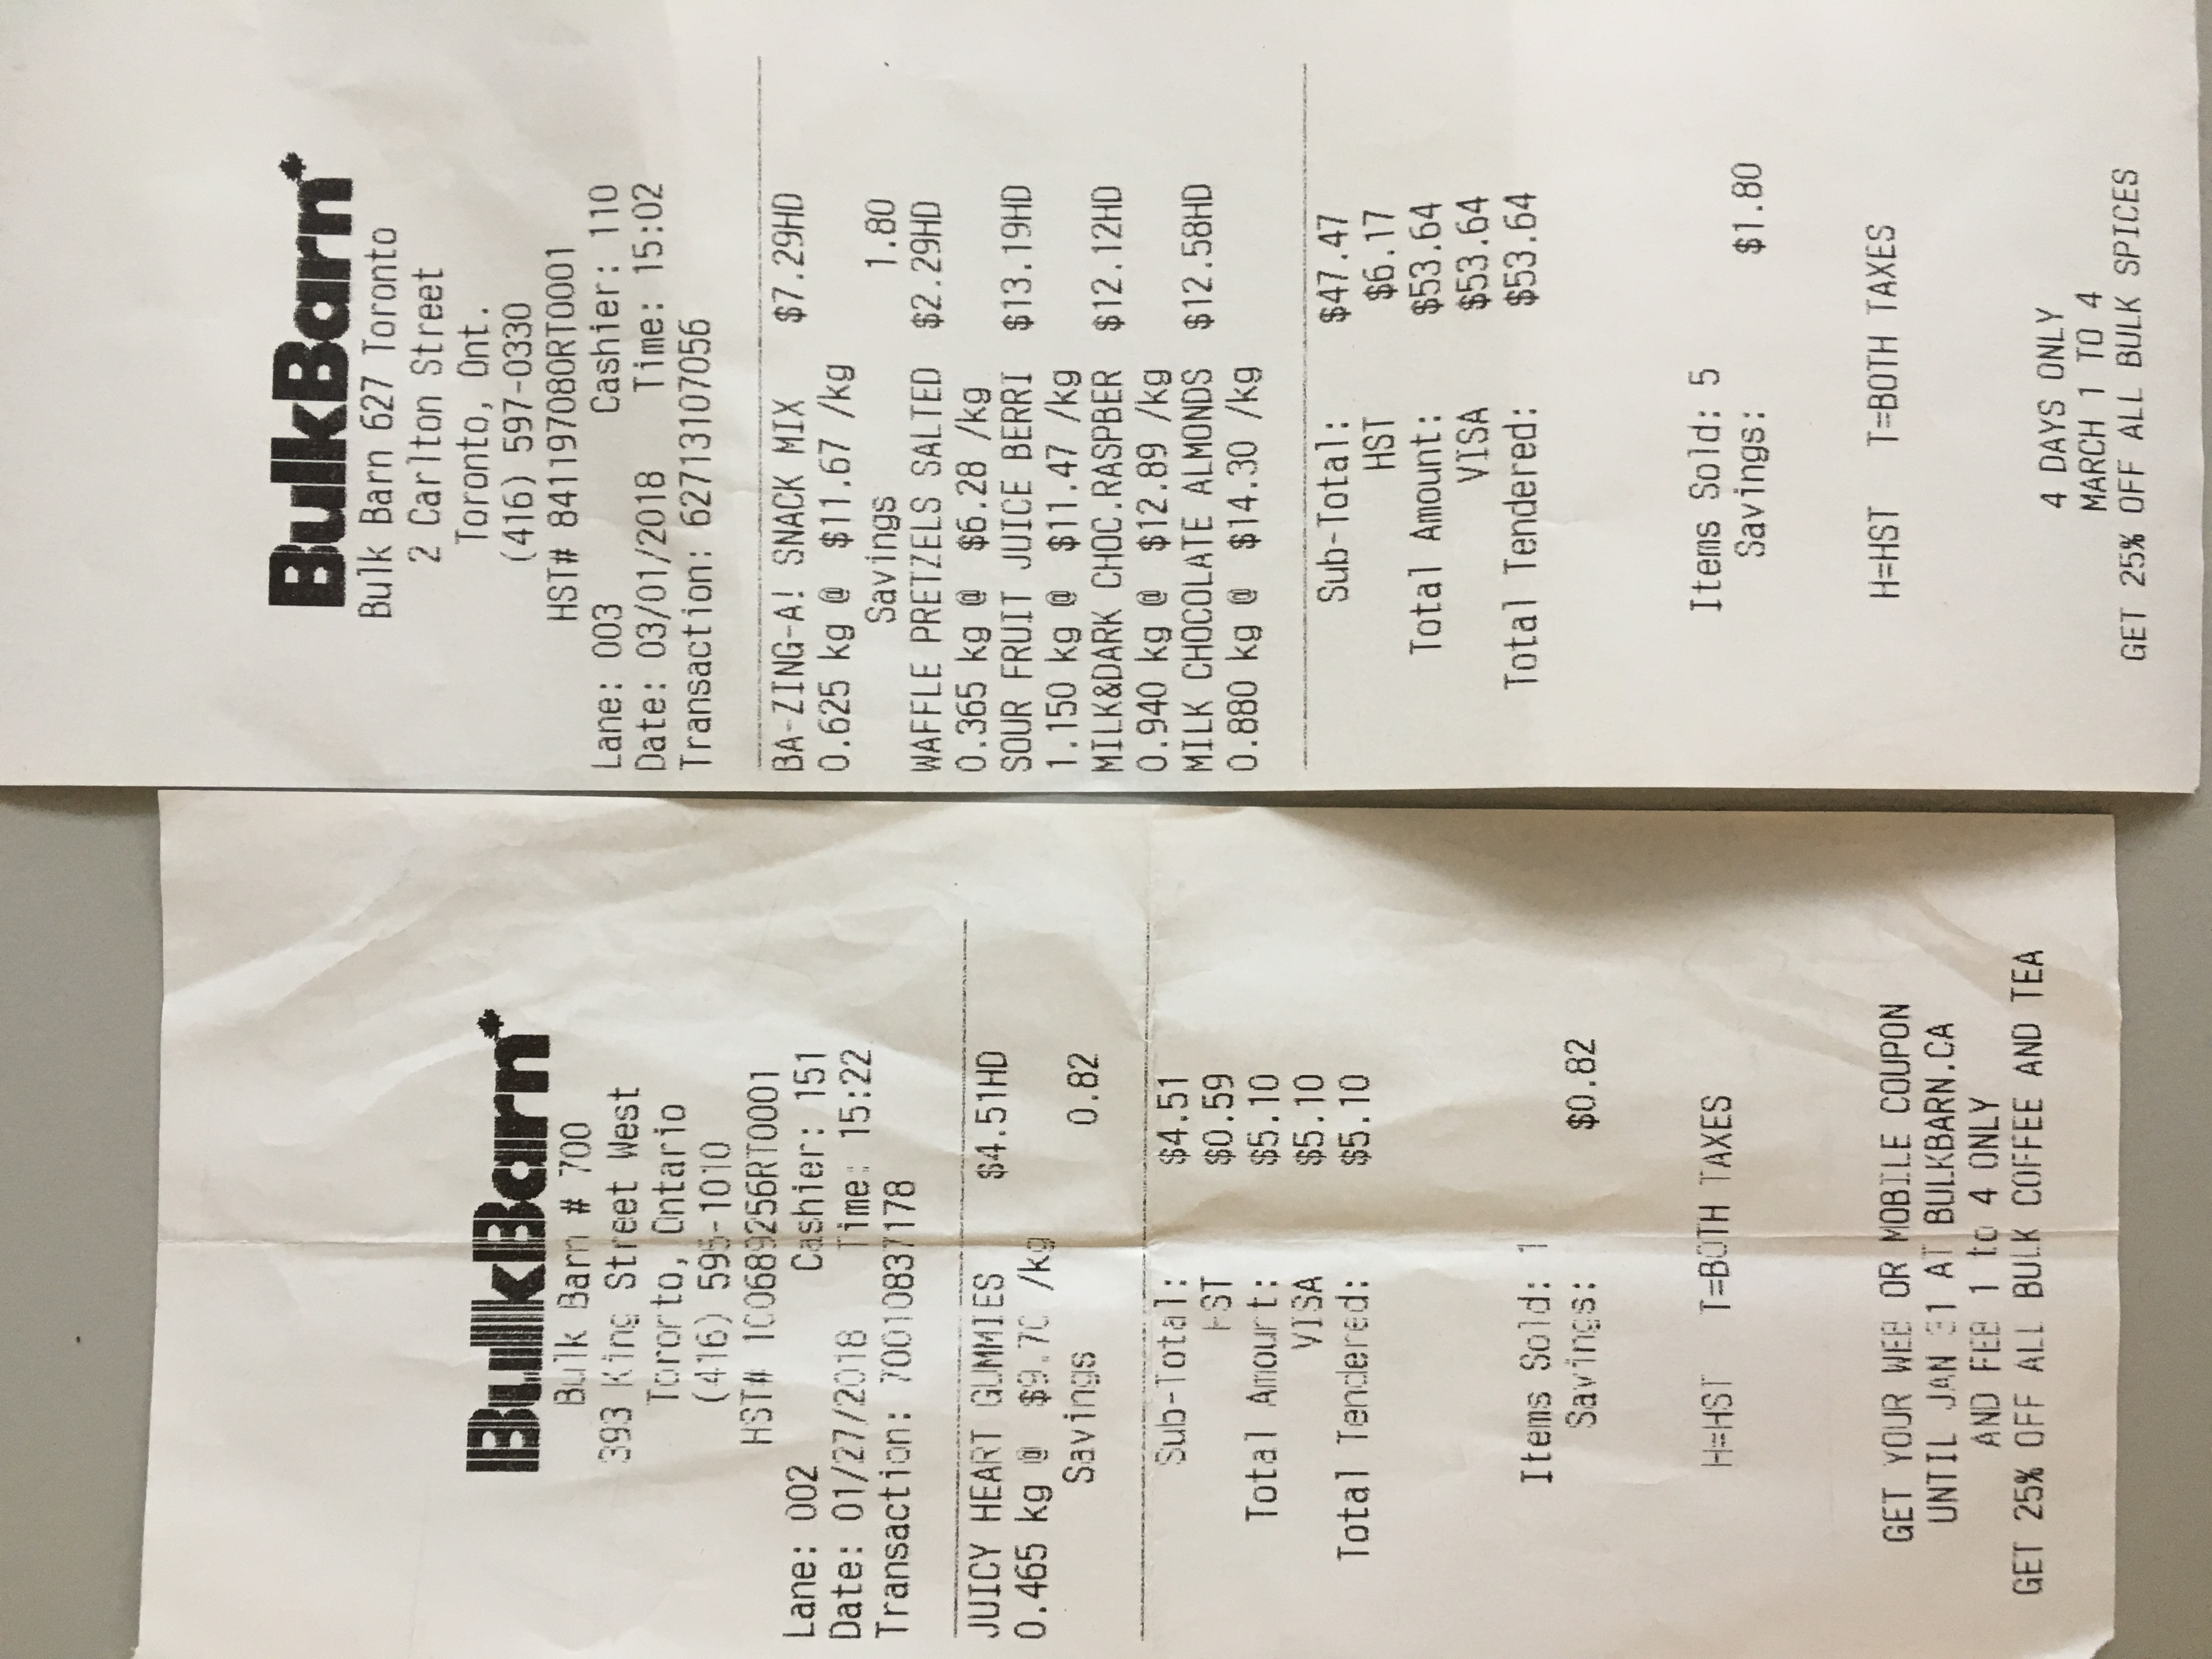 BulkBarn
Bulk Barn # 700
393 King Street West
Toronto, Ontario
(416) 595-1010
HST# 100689256RT0001
Lane: 002 Cashier: 151
Date: 01/27/2018 Time: 15:22
Transaction: 70010837178
JUICY HEART GUMMIES $4.51HD
0.465 kg @ $9.70 /kg
Savings 0.82
Sub-Total: $4.51
HST $0.59
Total Amount: $5.10
VISA $5.10
Total Tendered: $5.10
Items Sold: 1
Savings: $0.82
H=HST T=BOTH TAXES
GET YOUR WEB OR MOBILE COUPON
UNTIL JAN 31 AT BULKBARN.CA
AND FEB 1 to 4 ONLY
GET 25% OFF ALL BULK COFFEE AND TEA
BulkBarn
Bulk Barn 627 Toronto
2 Carlton Street
Toronto, Ont.
(416) 597-0330
HST# 841197080RT0001
Lane: 003 Cashier: 110
Date: 03/01/2018 Time: 15:02
Transaction: 62713107056
BA-ZING-A! SNACK MIX $7.29HD
0.625 kg @ $11.67 /kg
Savings 1.80
WAFFLE PRETZELS SALTED $2.29HD
0.365 kg @ $6.28 /kg
SOUR FRUIT JUICE BERRI $13.19HD
1.150 kg @ $11.47 /kg
MILK&DARK CHOC.RASPBER $12.12HD
0.940 kg @ $12.89 /kg
MILK CHOCOLATE ALMONDS $12.58HD
0.880 kg @ $14.30 /kg
Sub-Total: $47.47
HST $6.17
Total Amount: $53.64
VISA $53.64
Total Tendered: $53.64
Items Sold: 5
Savings: $1.80
H=HST T=BOTH TAXES
4 DAYS ONLY
MARCH 1 TO 4
GET 25% OFF ALL BULK SPICES